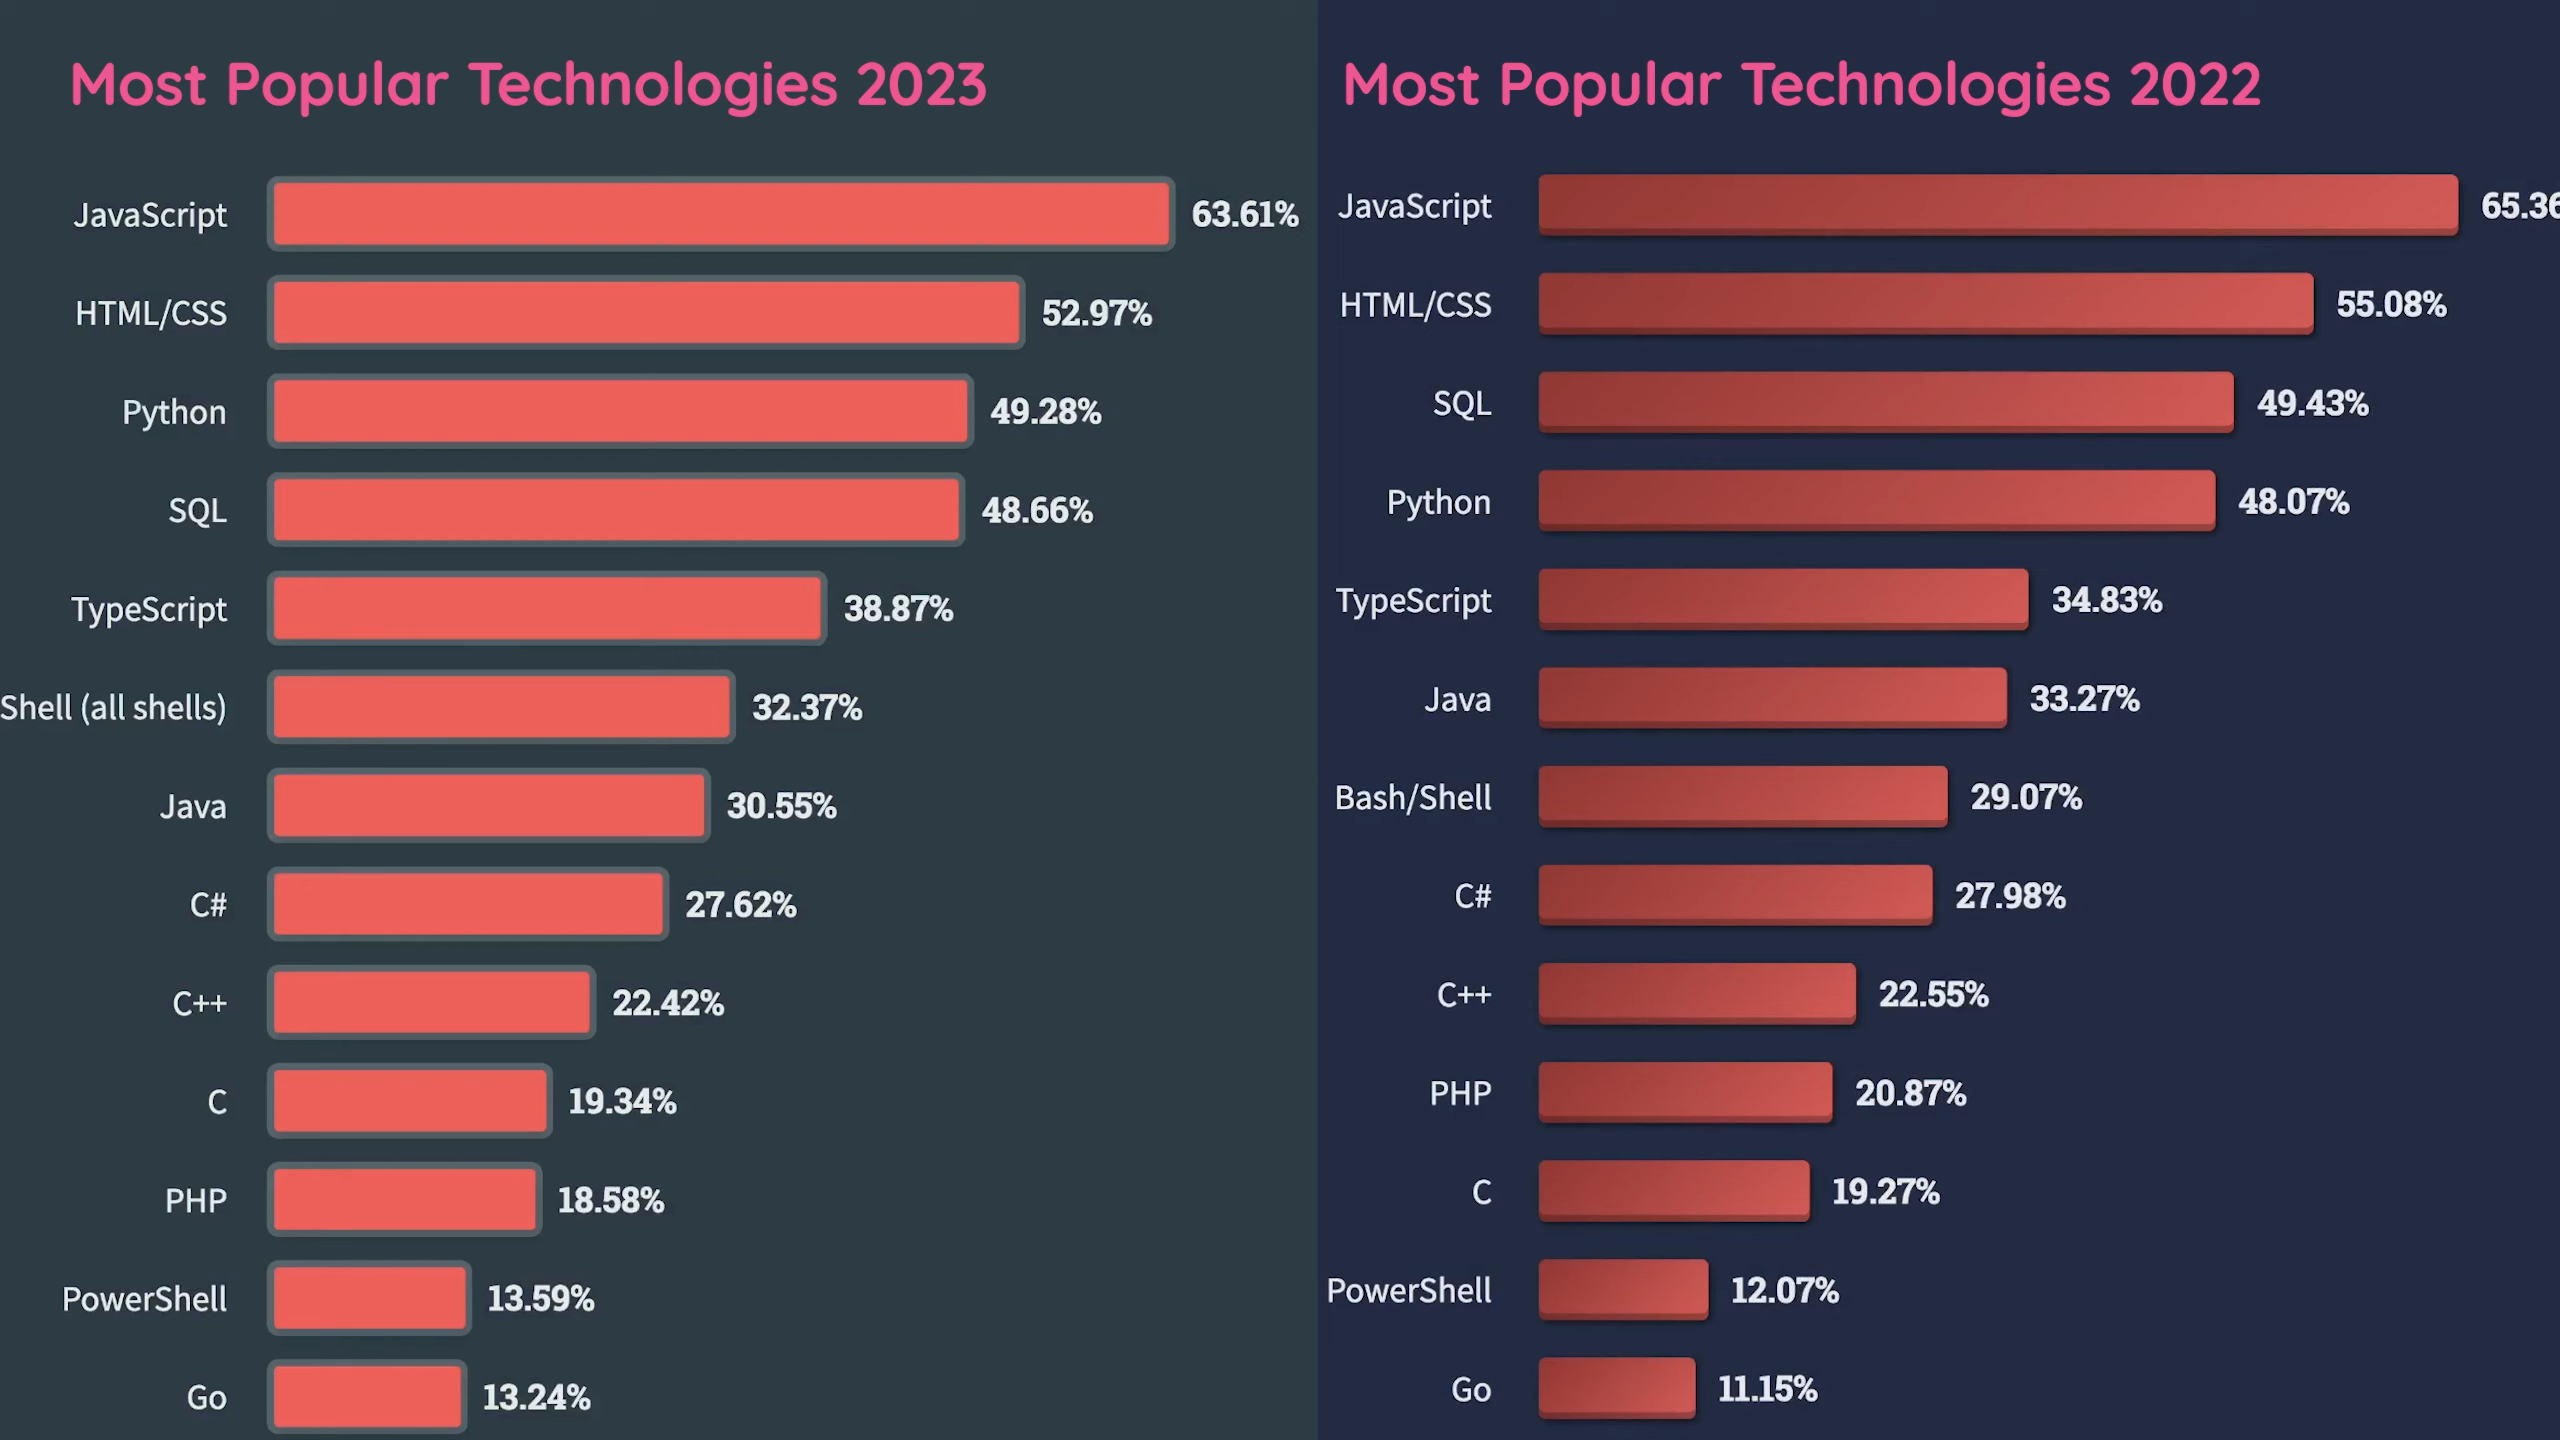 Most Popular Technologies 2023
JavaScript 63.61%
HTML/CSS 52.97%
Python 49.28%
SQL 48.66%
TypeScript 38.87%
Shell (all shells) 32.37%
Java 30.55%
C# 27.62%
C++ 22.42%
C 19.34%
PHP 18.58%
PowerShell 13.59%
Go 13.24%
Most Popular Technologies 2022
JavaScript 65.36
HTML/CSS 55.08%
SQL 49.43%
Python 48.07%
TypeScript 34.83%
Java 33.27%
Bash/Shell 29.07%
C# 27.98%
C++ 22.55%
PHP 20.87%
C 19.27%
PowerShell 12.07%
Go 11.15%